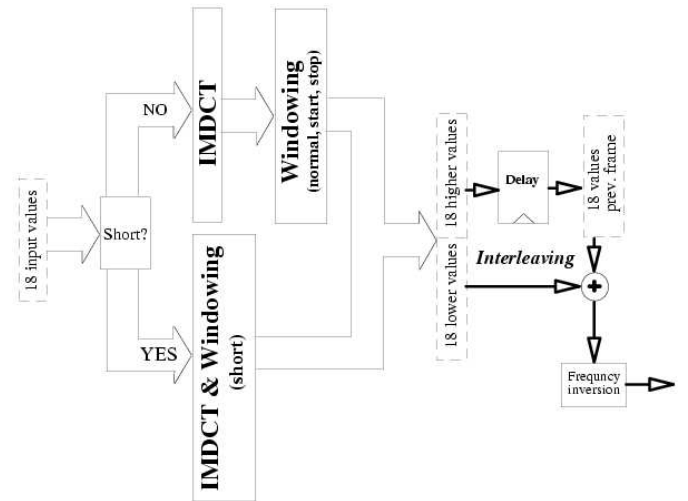 18 input values
Short?
NO
YES
IMDCT
Windowing
(normal, start, stop)
IMDCT & Windowing
(short)
18 higher values
18 lower values
Delay
18 values
prev. frame
Interleaving
+
Frequncy
inversion